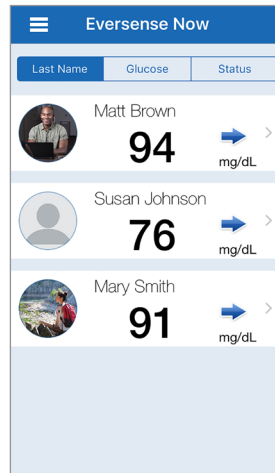 Eversense Now
Last Name Glucose Status
Matt Brown
94
mg/dL
Susan Johnson
76
mg/dL
Mary Smith
91
mg/dL